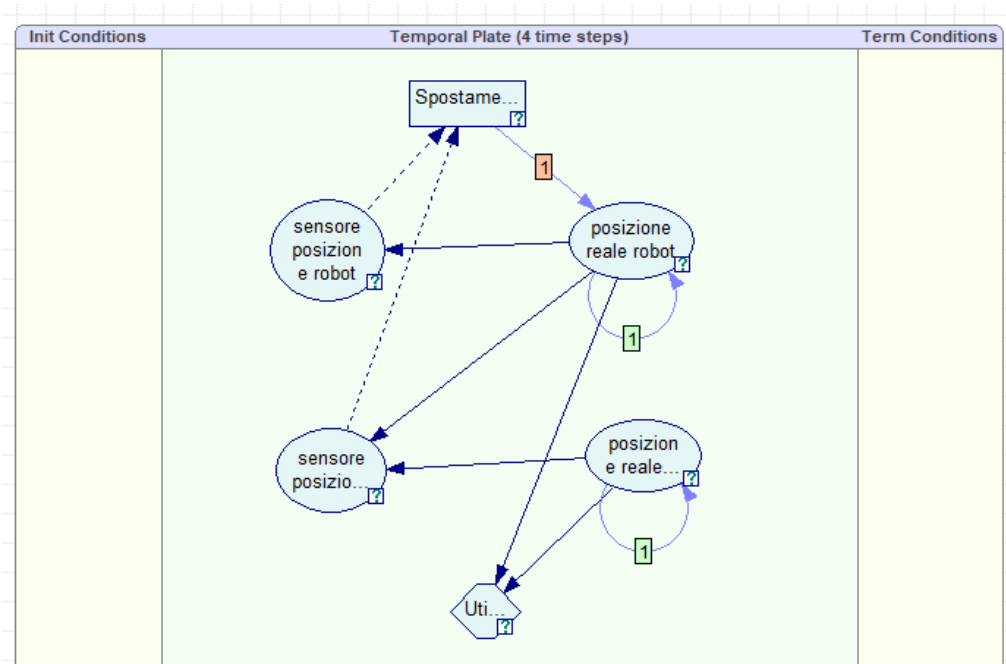 Init Conditions
Temporal Plate (4 time steps)
Term Conditions
Spostame...
?
1
sensore
posizion
e robot
?
posizione
reale robot
?
1
sensore
posizio...
?
posizion
e reale...
?
1
Uti...
?